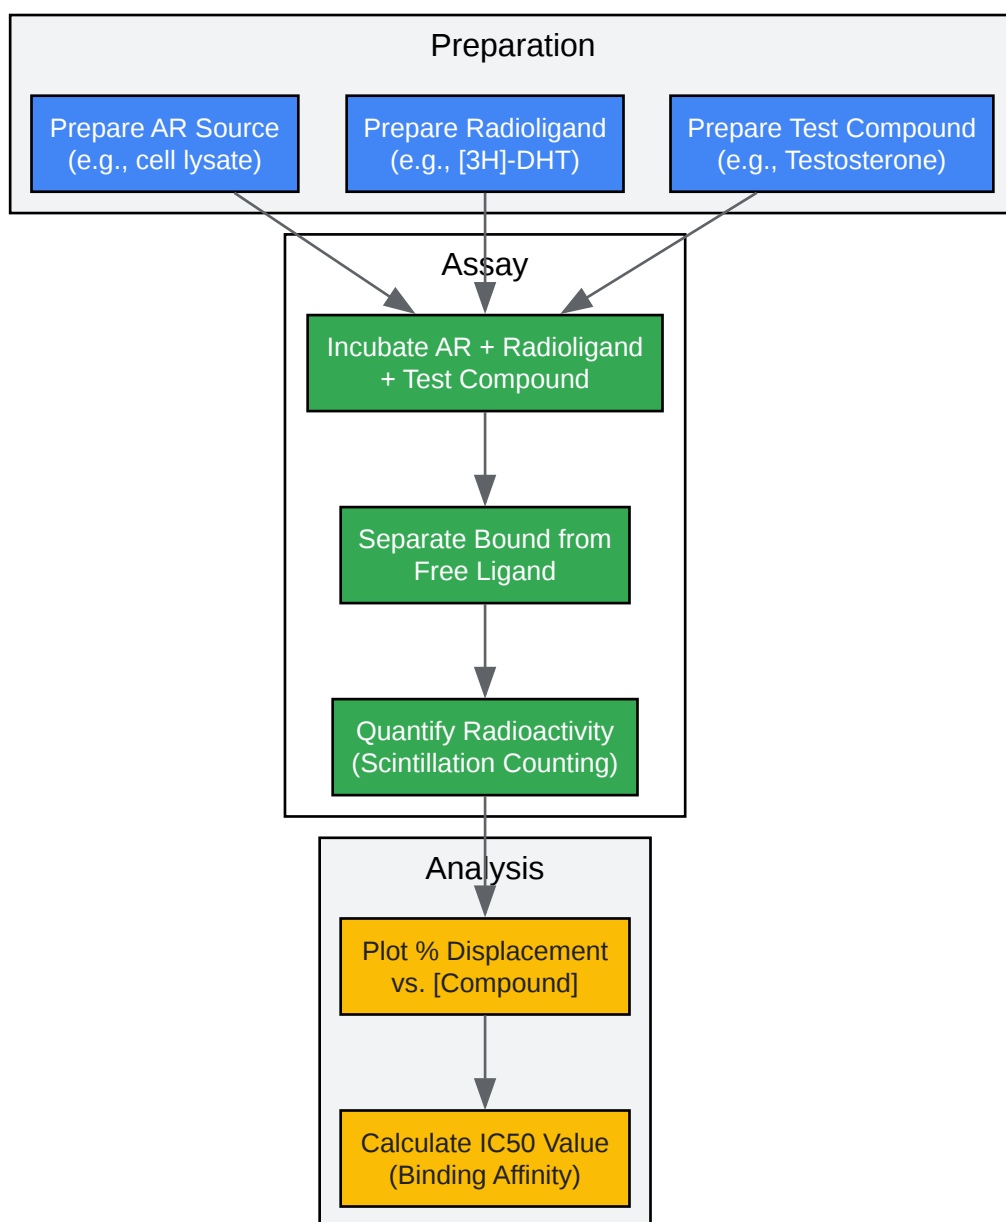 Preparation
Prepare AR Source
(e.g., cell lysate)
Prepare Radioligand
(e.g., [3H]-DHT)
Prepare Test Compound
(e.g., Testosterone)
Assay
Incubate AR + Radioligand
+ Test Compound
Separate Bound from
Free Ligand
Quantify Radioactivity
(Scintillation Counting)
Analysis
Plot % Displacement
vs. [Compound]
Calculate IC50 Value
(Binding Affinity)